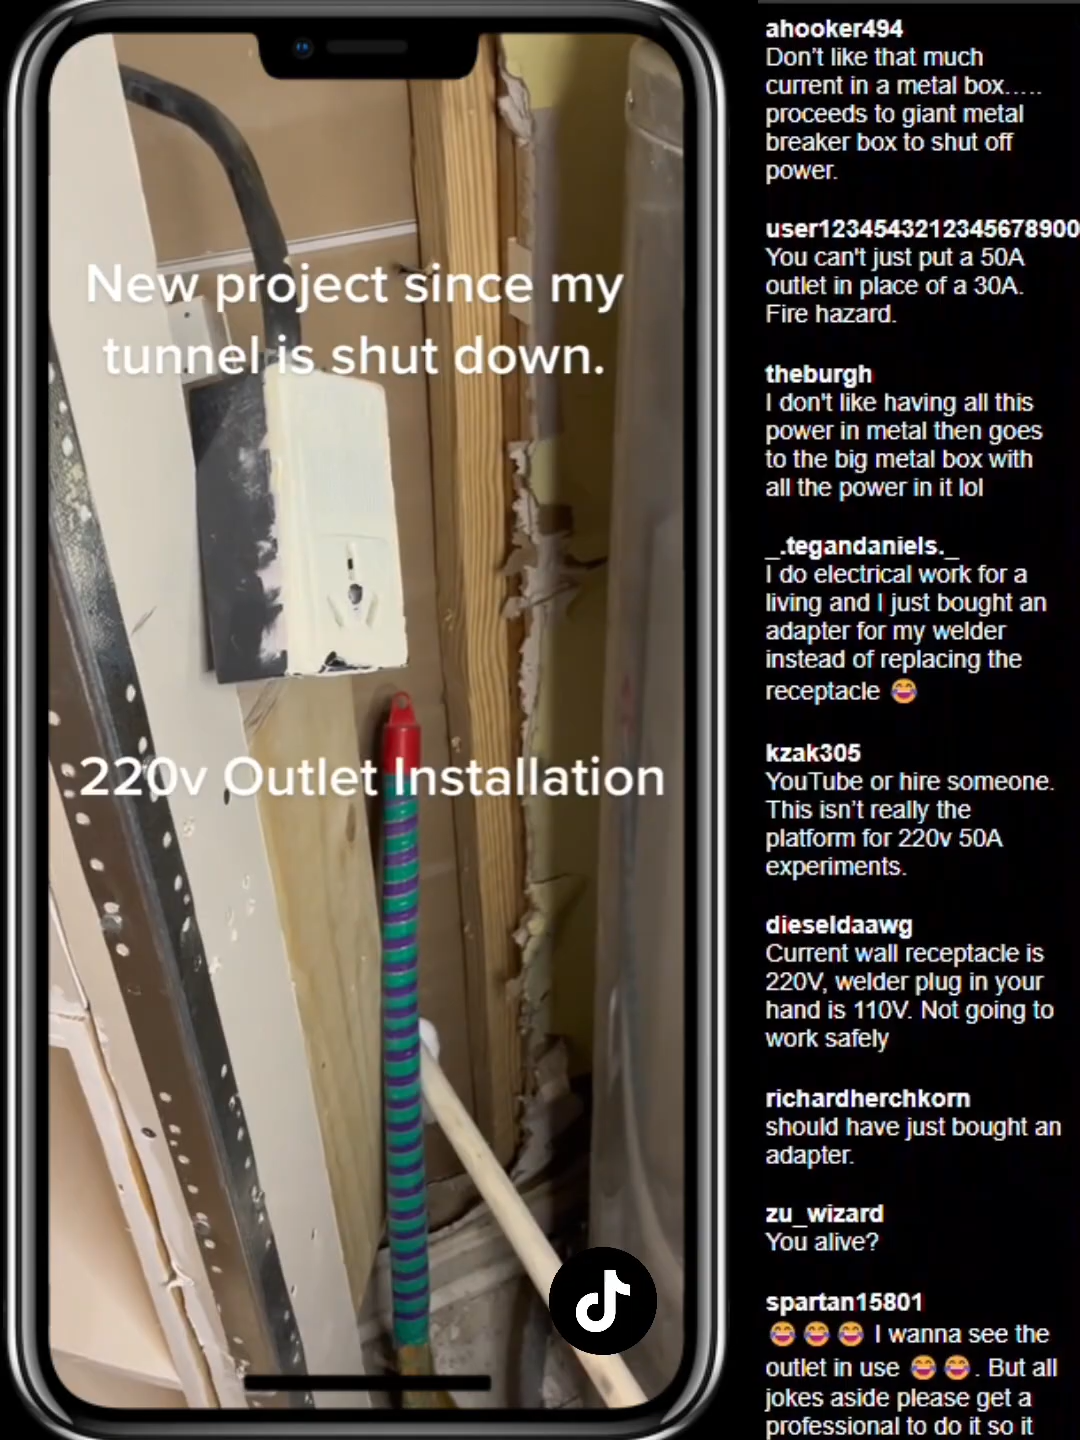 New project since my
tunnel is shut down.
220v Outlet Installation
ahooker494
Don’t like that much
current in a metal box.....
proceeds to giant metal
breaker box to shut off
power.
user1234543212345678900
You can't just put a 50A
outlet in place of a 30A.
Fire hazard.
theburgh
I don't like having all this
power in metal then goes
to the big metal box with
all the power in it lol
_.tegandaniels._
I do electrical work for a
living and I just bought an
adapter for my welder
instead of replacing the
receptacle 😂
kzak305
YouTube or hire someone.
This isn’t really the
platform for 220v 50A
experiments.
dieseldaawg
Current wall receptacle is
220V, welder plug in your
hand is 110V. Not going to
work safely
richardherchkorn
should have just bought an
adapter.
zu_wizard
You alive?
spartan15801
😂😂😂 I wanna see the
outlet in use 😂😂. But all
jokes aside please get a
professional to do it so it